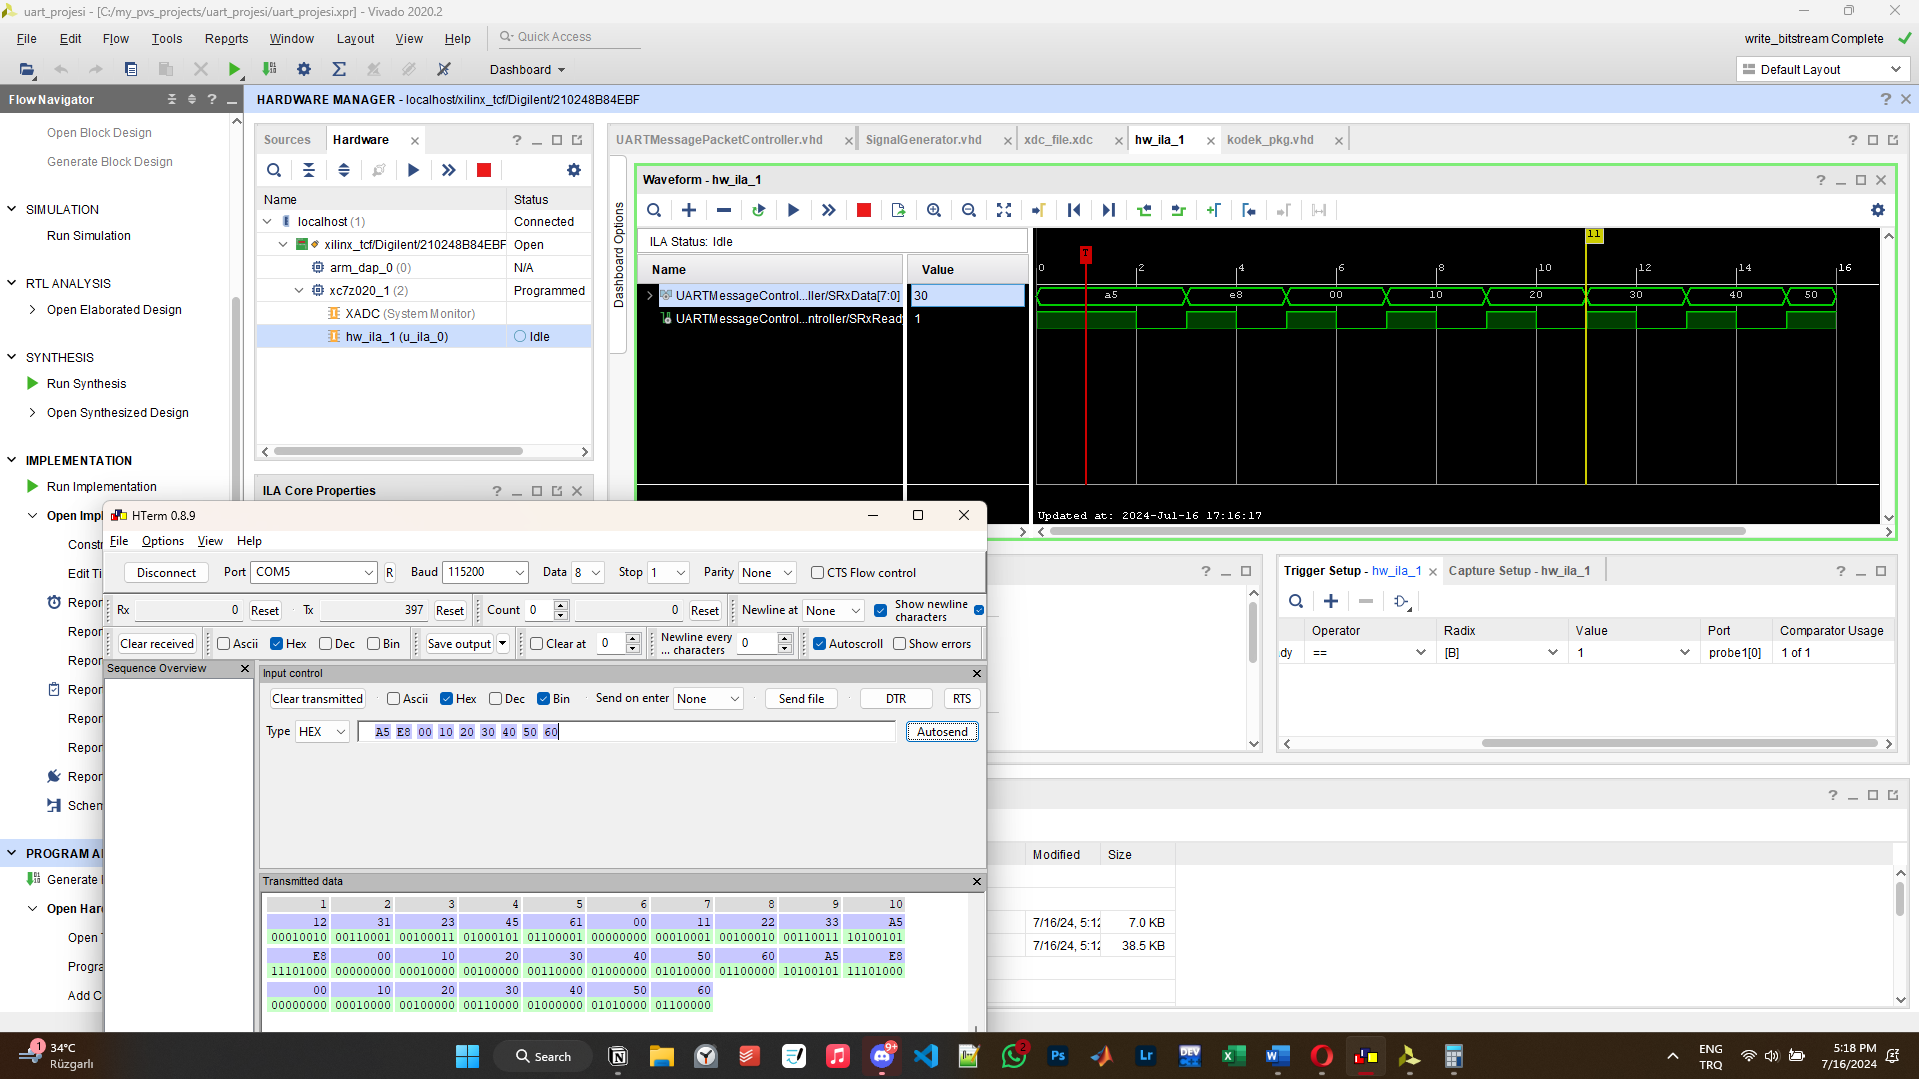 uart_projesi - [C:/my_pvs_projects/uart_projesi/uart_projesi.xpr] - Vivado 2020.2
File Edit Flow Tools Reports Window Layout View Help Quick Access
write_bitstream Complete
Dashboard
Default Layout
Flow Navigator
HARDWARE MANAGER - localhost/xilinx_tcf/Digilent/210248B84EBF
Open Block Design
Generate Block Design
SIMULATION
Run Simulation
RTL ANALYSIS
Open Elaborated Design
SYNTHESIS
Run Synthesis
Open Synthesized Design
IMPLEMENTATION
Run Implementation
Open Impl
Constr
Edit Ti
Repor
Repor
Repor
Repor
Repor
Repor
Repor
Schem
PROGRAM A
Generate
Open Har
Open T
Progra
Add C
Sources Hardware
Name Status
localhost (1) Connected
xilinx_tcf/Digilent/210248B84EBF Open
arm_dap_0 (0) N/A
xc7z020_1 (2) Programmed
XADC (System Monitor)
hw_ila_1 (u_ila_0) Idle
ILA Core Properties
UARTMessagePacketController.vhd SignalGenerator.vhd xdc_file.xdc hw_ila_1 kodek_pkg.vhd
Dashboard Options
Waveform - hw_ila_1
ILA Status: Idle
Name Value
UARTMessageControl...ller/SRxData[7:0] 30
UARTMessageControl...ntroller/SRxRead 1
T 11
0 2 4 6 8 10 12 14 16
a5 e8 00 10 20 30 40 50
Updated at: 2024-Jul-16 17:16:17
Trigger Setup - hw_ila_1 Capture Setup - hw_ila_1
Operator Radix Value Port Comparator Usage
dy == [B] 1 probe1[0] 1 of 1
Modified Size
7/16/24, 5:12 7.0 KB
7/16/24, 5:12 38.5 KB
HTerm 0.8.9
File Options View Help
Disconnect Port COM5 R Baud 115200 Data 8 Stop 1 Parity None CTS Flow control
Rx 0 Reset Tx 397 Reset Count 0 0 Reset Newline at None Show newline characters
Clear received Ascii Hex Dec Bin Save output Clear at 0 Newline every ... characters 0 Autoscroll Show errors
Sequence Overview
Input control
Clear transmitted Ascii Hex Dec Bin Send on enter None Send file DTR RTS
Type HEX A5 E8 00 10 20 30 40 50 60 Autosend
Transmitted data
1 2 3 4 5 6 7 8 9 10
12 31 23 45 61 00 11 22 33 A5
00010010 00110001 00100011 01000101 01100001 00000000 00010001 00100010 00110011 10100101
E8 00 10 20 30 40 50 60 A5 E8
11101000 00000000 00010000 00100000 00110000 01000000 01010000 01100000 10100101 11101000
00 10 20 30 40 50 60
00000000 00010000 00100000 00110000 01000000 01010000 01100000
1
34°C
Rüzgarlı
Search
9+
2
Ps
Lr
DEV
ENG
TRQ
5:18 PM
7/16/2024